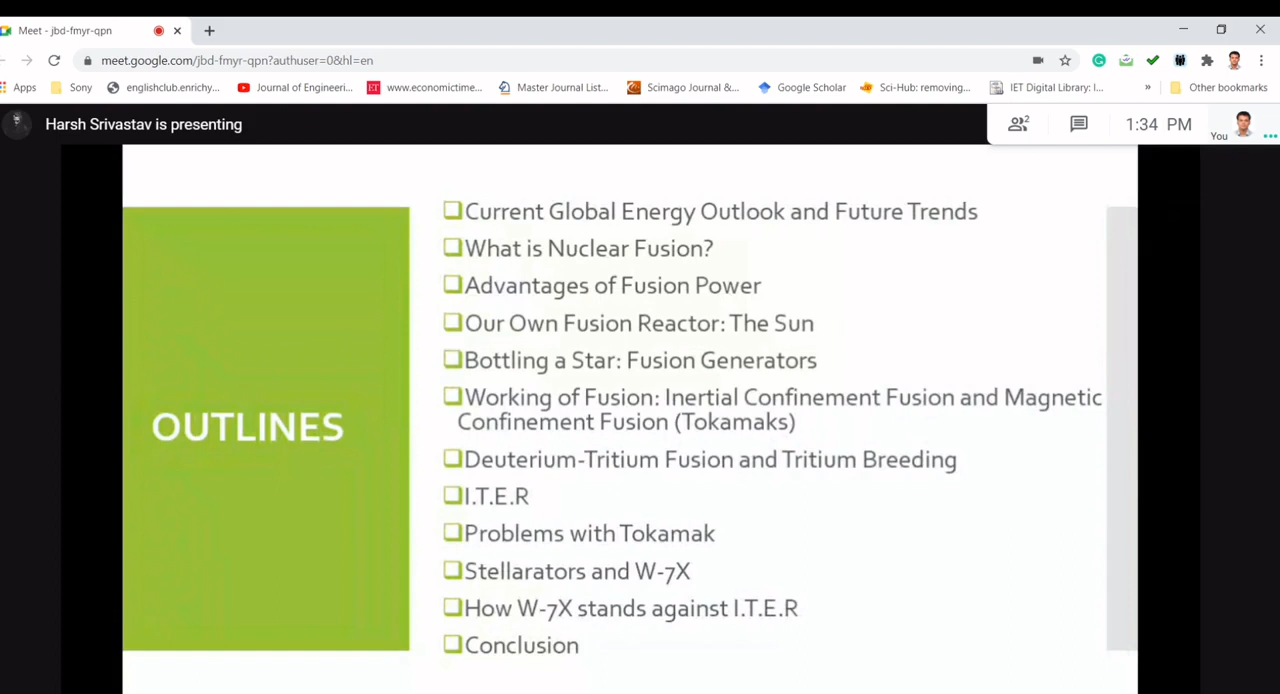 Meet - jbd-fmyr-qpn
meet.google.com/jbd-fmyr-qpn?authuser=0&hl=en
Apps Sony englishclub.enrichy... Journal of Engineeri... ET www.economictime... Master Journal List... Scimago Journal &... Google Scholar Sci-Hub: removing... IET Digital Library: I... » Other bookmarks
Harsh Srivastav is presenting
2
1:34 PM
You
OUTLINES
Current Global Energy Outlook and Future Trends
What is Nuclear Fusion?
Advantages of Fusion Power
Our Own Fusion Reactor: The Sun
Bottling a Star: Fusion Generators
Working of Fusion: Inertial Confinement Fusion and Magnetic
Confinement Fusion (Tokamaks)
Deuterium-Tritium Fusion and Tritium Breeding
I.T.E.R
Problems with Tokamak
Stellarators and W-7X
How W-7X stands against I.T.E.R
Conclusion